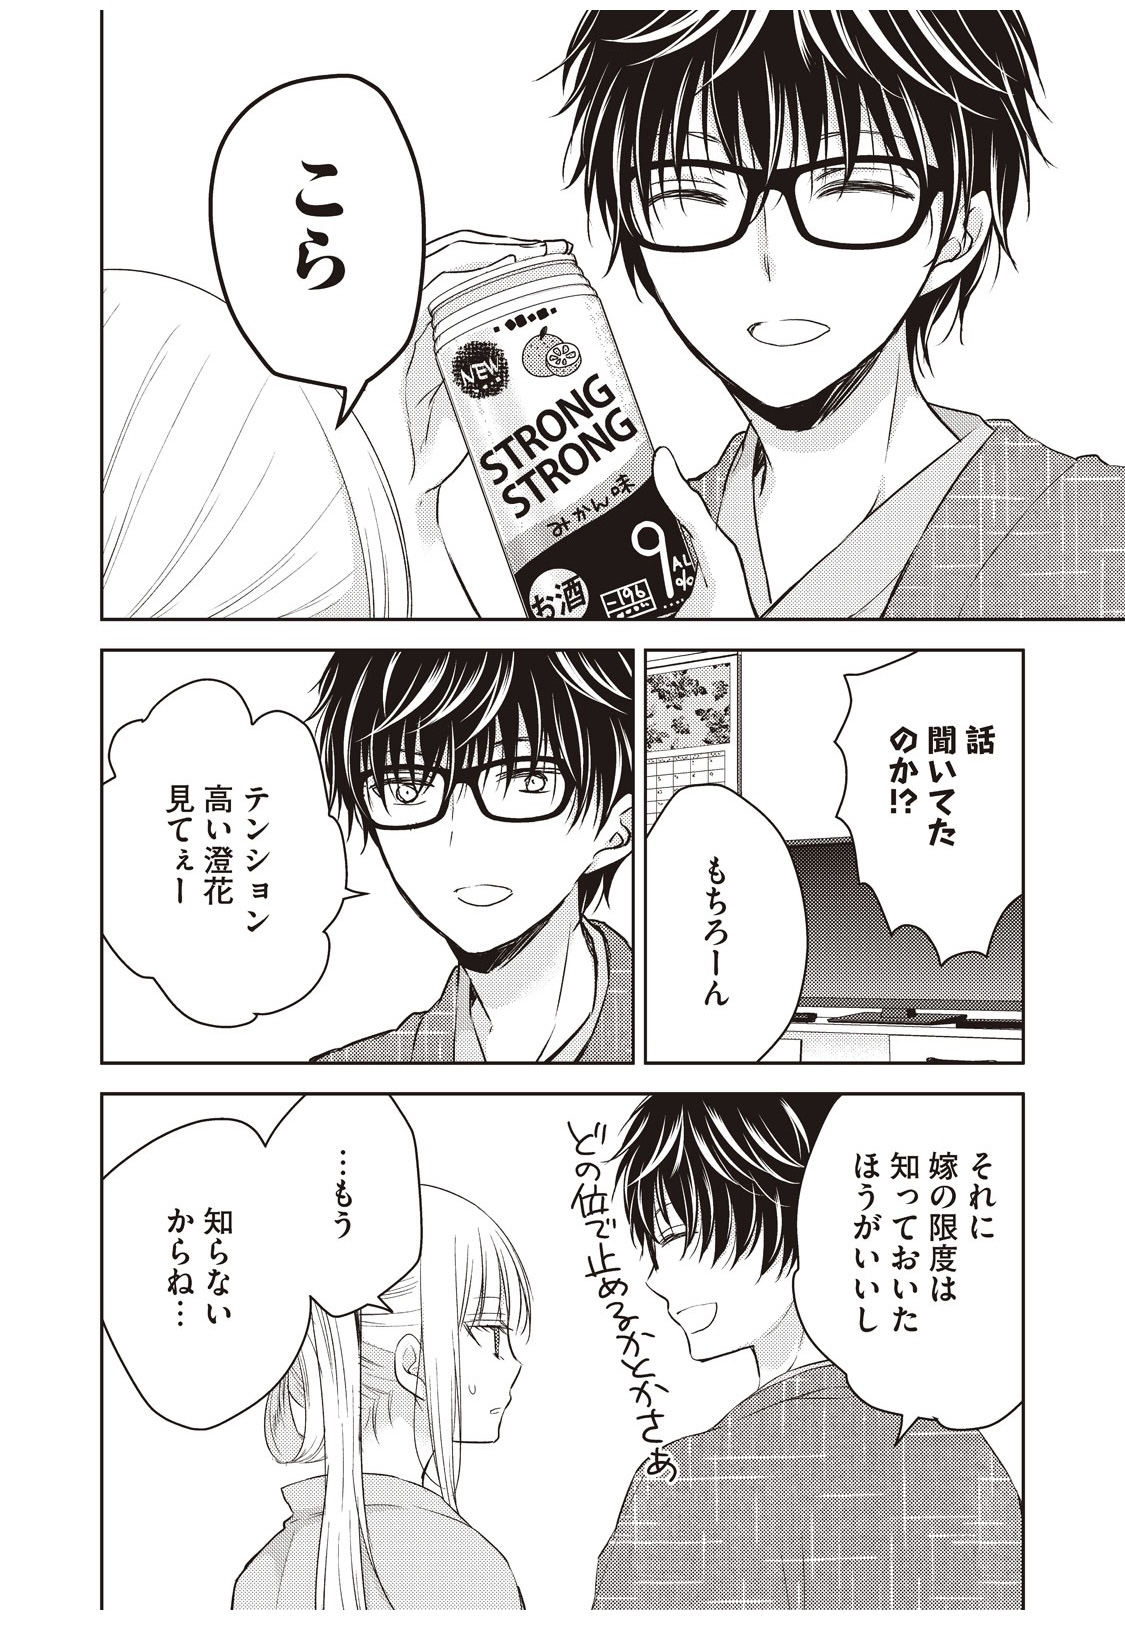 こら
NEW
STRONG
STRONG
みかん味
9
AL
%
お酒
-196
話
聞いてた
のか!?
もちろーん
テンション
高い澄花
見てぇー
それに
嫁の限度は
知っておいた
ほうがいいし
どの位で止めるかとかさぁ
…もう
知らない
からね…